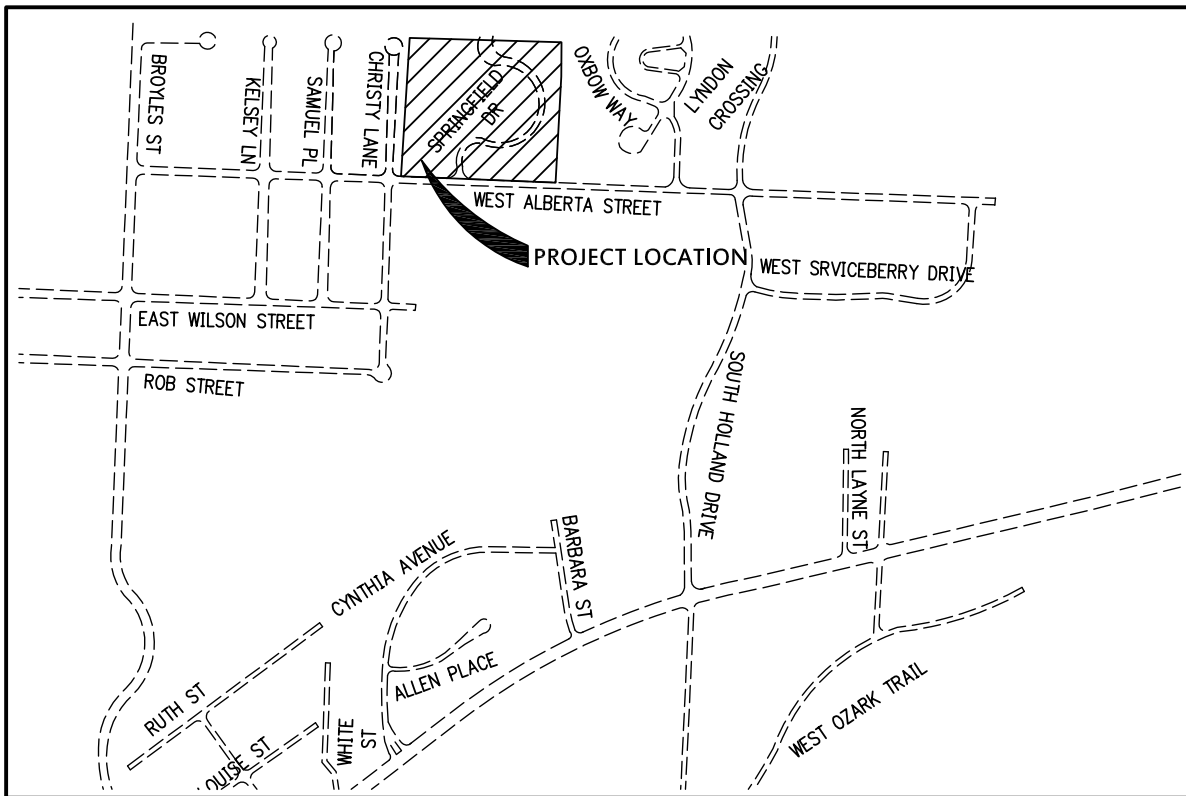 BROYLES ST
KELSEY LN
SAMUEL PL
CHRISTY LANE
SPRINGFIELD
DR
OXBOW WAY
LYNDON
CROSSING
WEST ALBERTA STREET
PROJECT LOCATION
WEST SRVICEBERRY DRIVE
EAST WILSON STREET
ROB STREET
SOUTH HOLLAND DRIVE
NORTH LAYNE ST
CYNTHIA AVENUE
BARBARA ST
ALLEN PLACE
RUTH ST
WHITE
ST
OUISE ST
WEST OZARK TRAIL